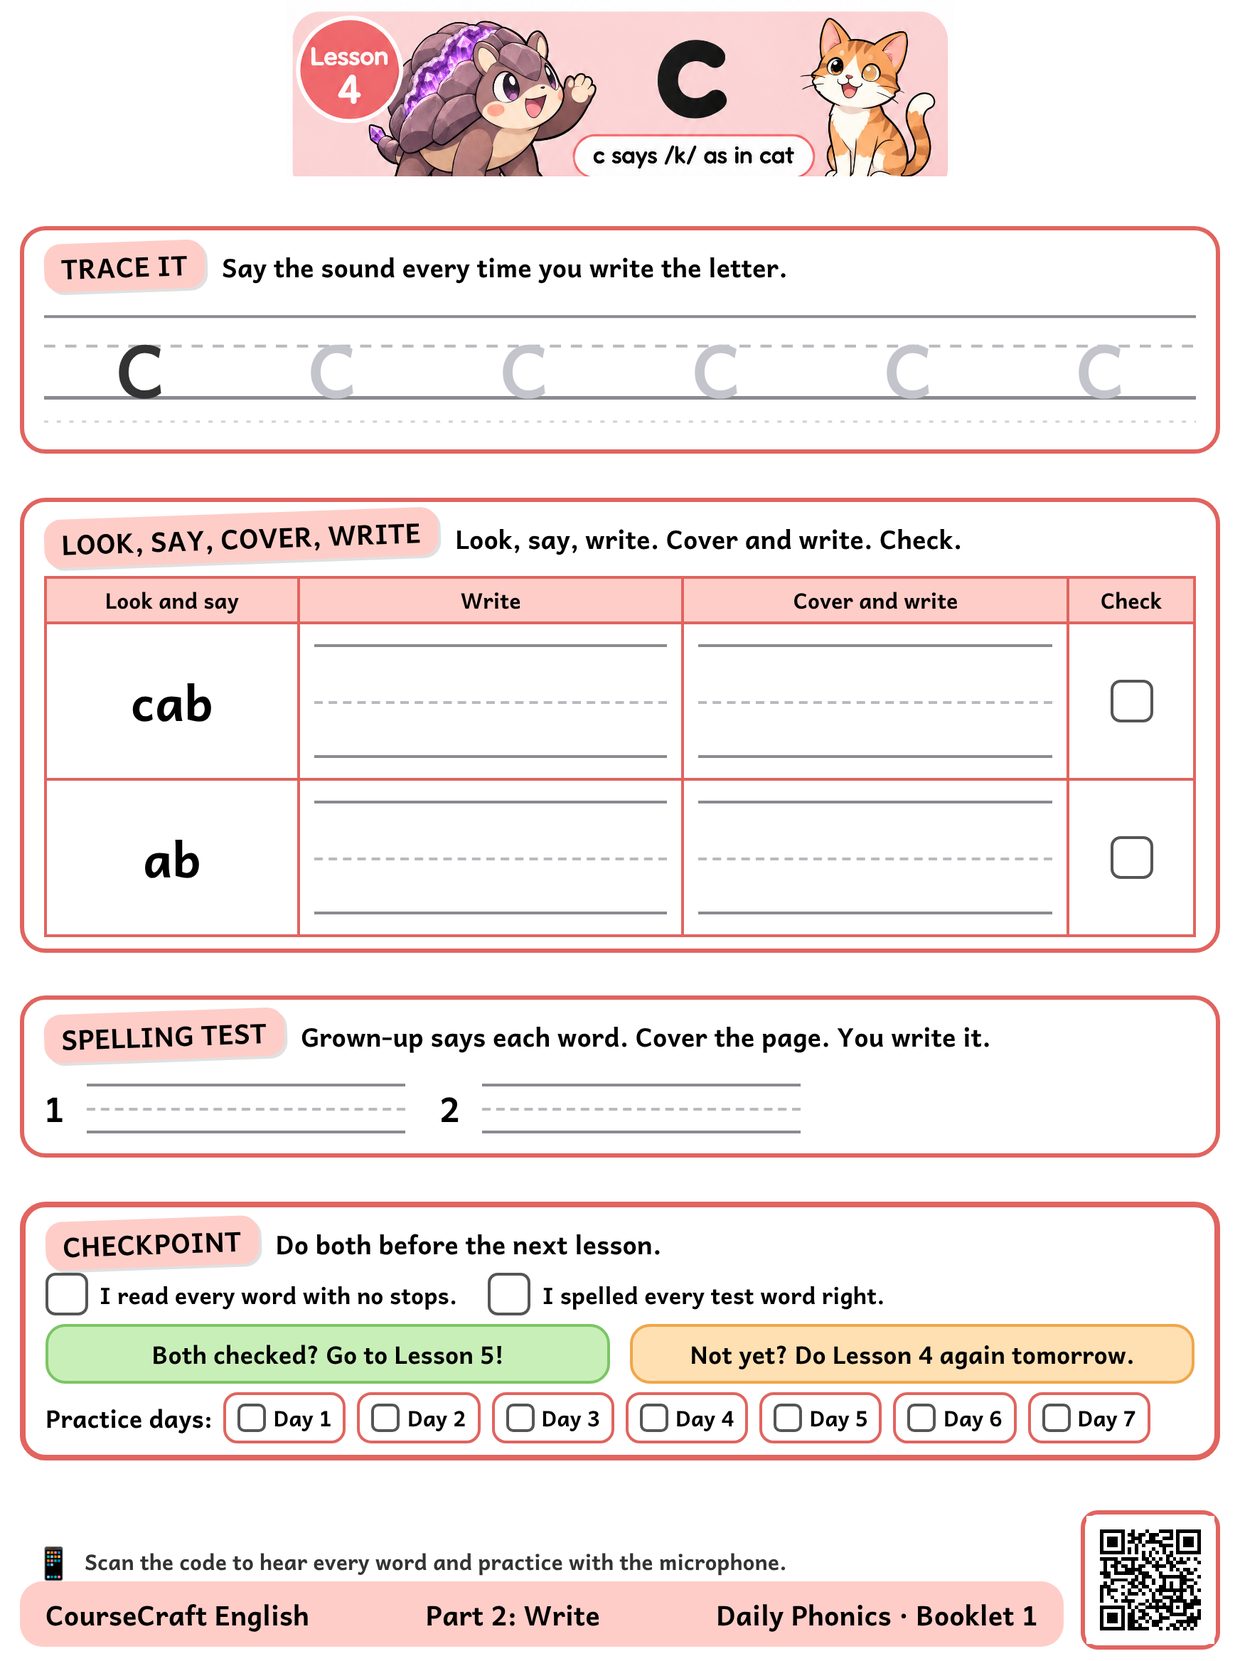 Lesson
4
c
c says /k/ as in cat
TRACE IT Say the sound every time you write the letter.
c c c c c c
LOOK, SAY, COVER, WRITE Look, say, write. Cover and write. Check.
Look and say Write Cover and write Check
cab
ab
SPELLING TEST Grown-up says each word. Cover the page. You write it.
1 2
CHECKPOINT Do both before the next lesson.
I read every word with no stops. I spelled every test word right.
Both checked? Go to Lesson 5! Not yet? Do Lesson 4 again tomorrow.
Practice days: Day 1 Day 2 Day 3 Day 4 Day 5 Day 6 Day 7
Scan the code to hear every word and practice with the microphone.
CourseCraft English Part 2: Write Daily Phonics · Booklet 1